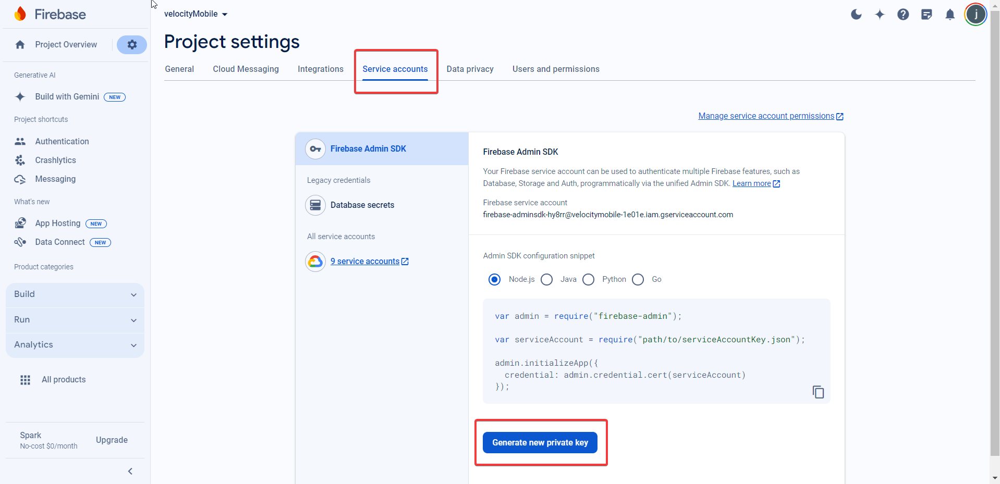 Firebase
Project Overview
Generative AI
Build with Gemini NEW
Project shortcuts
Authentication
Crashlytics
Messaging
What's new
App Hosting NEW
Data Connect NEW
Product categories
Build
Run
Analytics
All products
Spark
No-cost $0/month
Upgrade
velocityMobile
j
Project settings
General Cloud Messaging Integrations Service accounts Data privacy Users and permissions
Manage service account permissions
Firebase Admin SDK
Legacy credentials
Database secrets
All service accounts
9 service accounts
Firebase Admin SDK
Your Firebase service account can be used to authenticate multiple Firebase features, such as
Database, Storage and Auth, programmatically via the unified Admin SDK. Learn more
Firebase service account
firebase-adminsdk-hy8rr@velocitymobile-1e01e.iam.gserviceaccount.com
Admin SDK configuration snippet
Node.js Java Python Go
var admin = require("firebase-admin");
var serviceAccount = require("path/to/serviceAccountKey.json");
admin.initializeApp({
credential: admin.credential.cert(serviceAccount)
});
Generate new private key